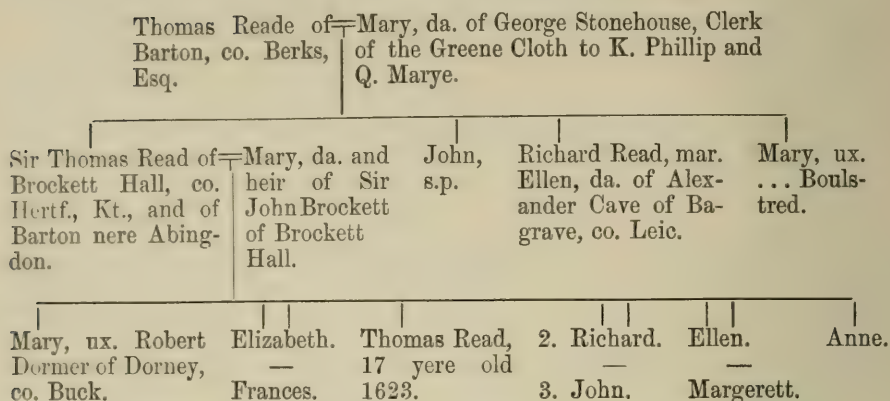 Thomas Reade of
Barton, co. Berks,
Esq.
Mary, da. of George Stonehouse, Clerk
of the Greene Cloth to K. Phillip and
Q. Marye.
Sir Thomas Read of
Brockett Hall, co.
Hertf., Kt., and of
Barton nere Abing-
don.
Mary, da. and
heir of Sir
John Brockett
of Brockett
Hall.
John,
s.p.
Richard Read, mar.
Ellen, da. of Alex-
ander Cave of Ba-
grave, co. Leic.
Mary, ux.
... Bouls-
tred.
Mary, ux. Robert
Dormer of Dorney,
co. Buck.
Elizabeth.
—
Frances.
Thomas Read,
17 yere old
1623.
2. Richard.
—
3. John.
Ellen.
—
Margerett.
Anne.